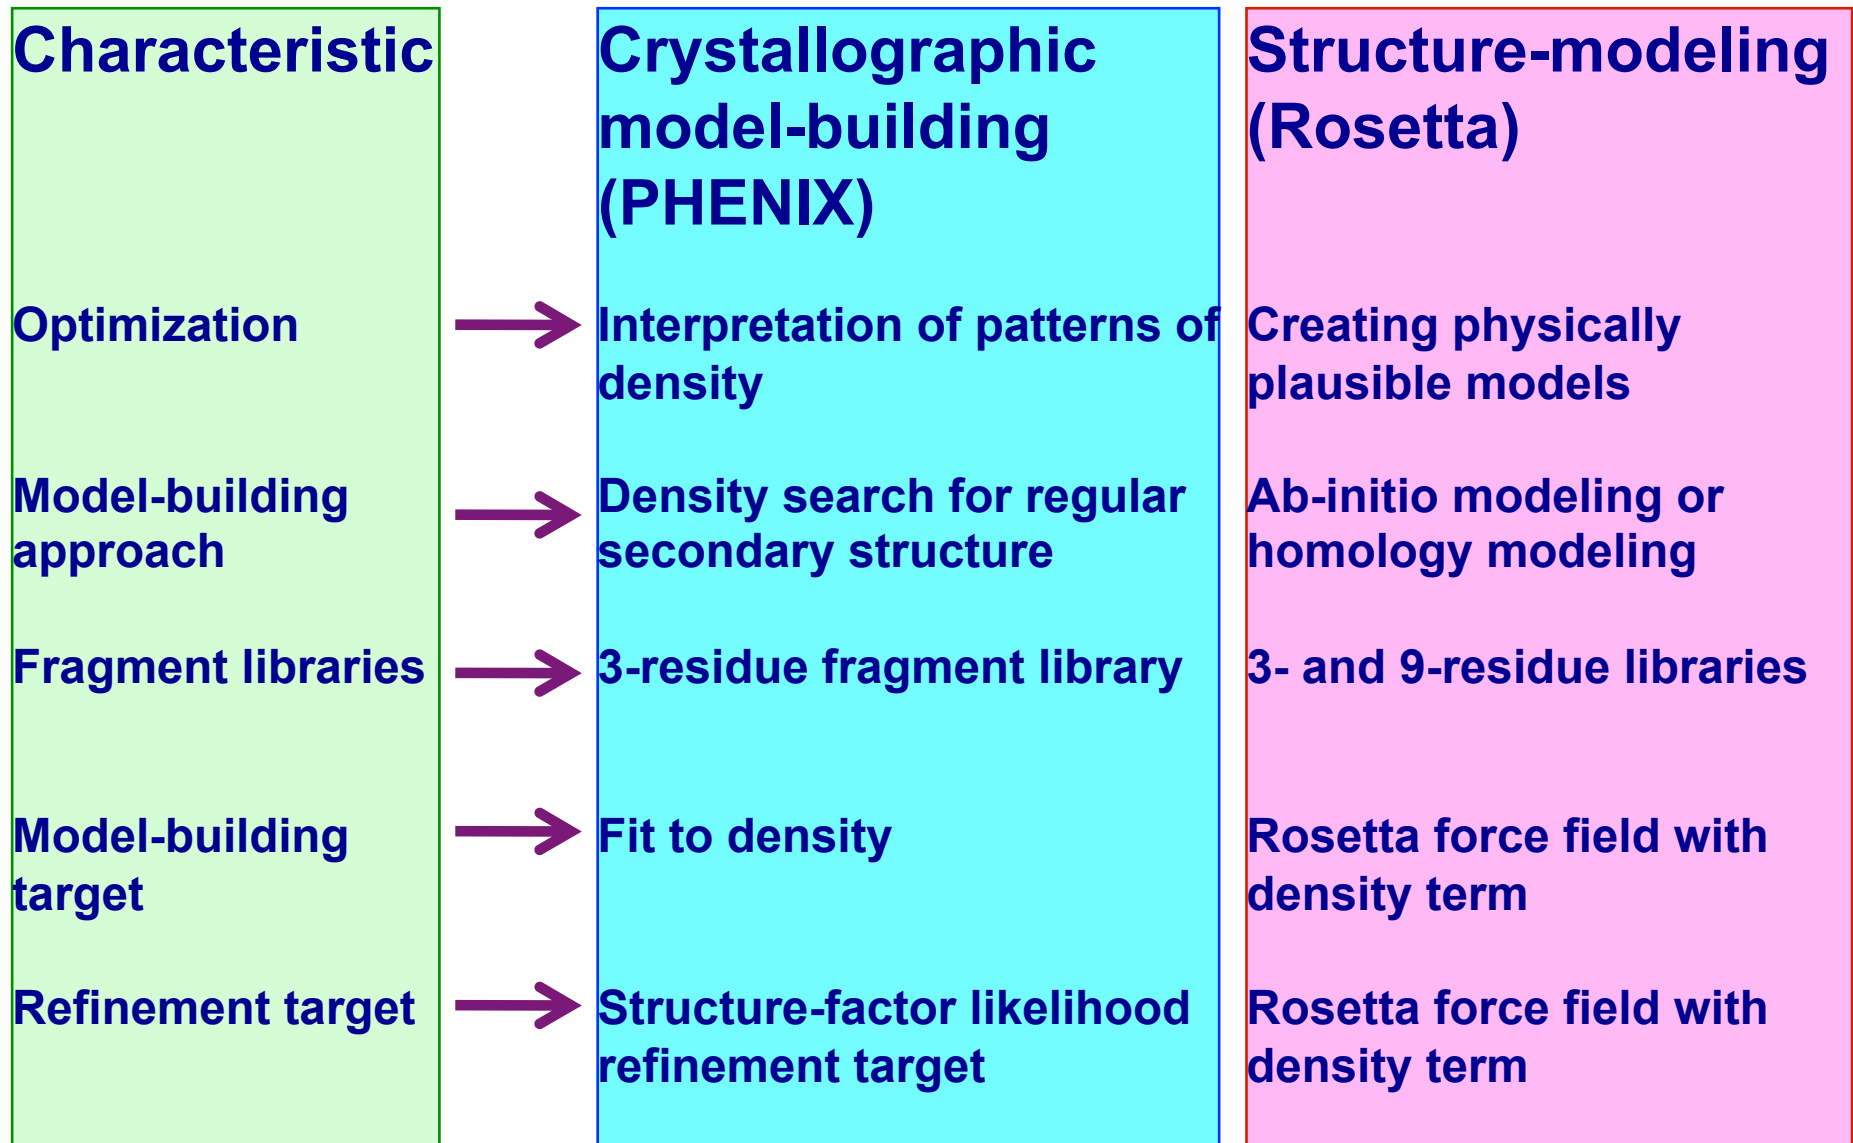 Characteristic
Crystallographic
model-building
(PHENIX)
Structure-modeling
(Rosetta)
Optimization
Interpretation of patterns of
density
Creating physically
plausible models
Model-building
approach
Density search for regular
secondary structure
Ab-initio modeling or
homology modeling
Fragment libraries
3-residue fragment library
3- and 9-residue libraries
Model-building
target
Fit to density
Rosetta force field with
density term
Refinement target
Structure-factor likelihood
refinement target
Rosetta force field with
density term